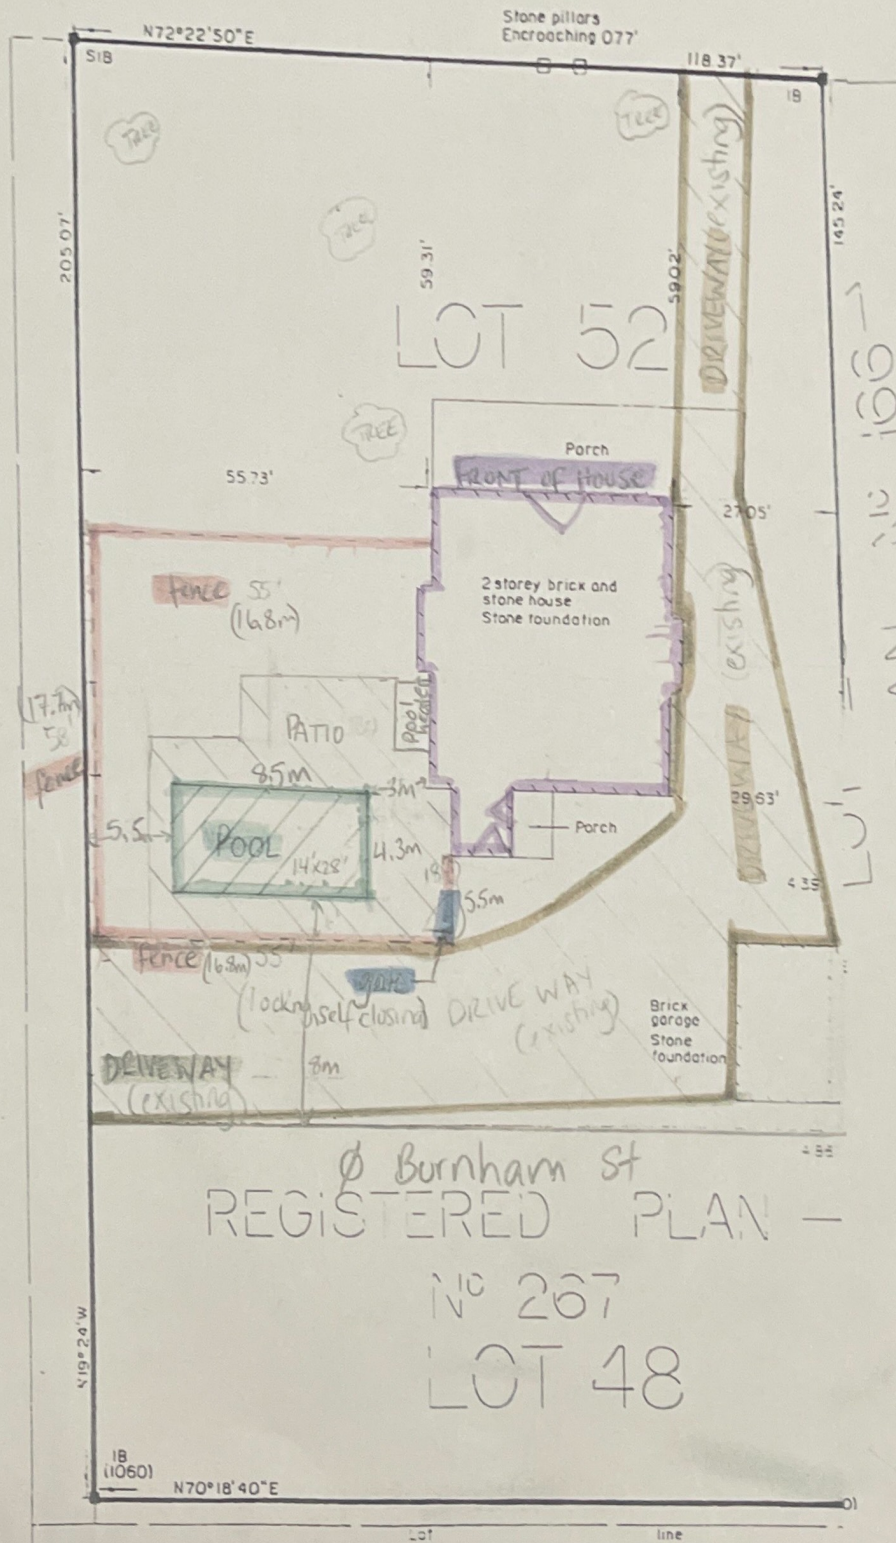 Stone pillars
Encroaching 077'
N72°22'50"E
118.37'
SIB
IB
TREE
TREE
TREE
TREE
205 07'
59.31'
59.02'
DRIVEWAY (existing)
145 24'
LOT 52
Porch
FRONT OF HOUSE
55.73'
27.05'
2 storey brick and
stone house
Stone foundation
fence 55'
(16.8m)
(17.7m)
58'
fence
PATIO
Pool
heater
DRIVEWAY (existing)
8.5m
3m
29.63'
5.5
POOL
14'x28'
4.3m
Porch
18'
5.5m
4 35
LOT
fence (16.8m) 55'
gate
(locking self closing)
DRIVE WAY
(existing)
Brick
garage
Stone
foundation
DRIVEWAY
(existing)
8m
Ø Burnham St
REGISTERED PLAN -
Nº 267
LOT 48
19°24'W
IB
(1060)
N70°18'40"E
Lot line